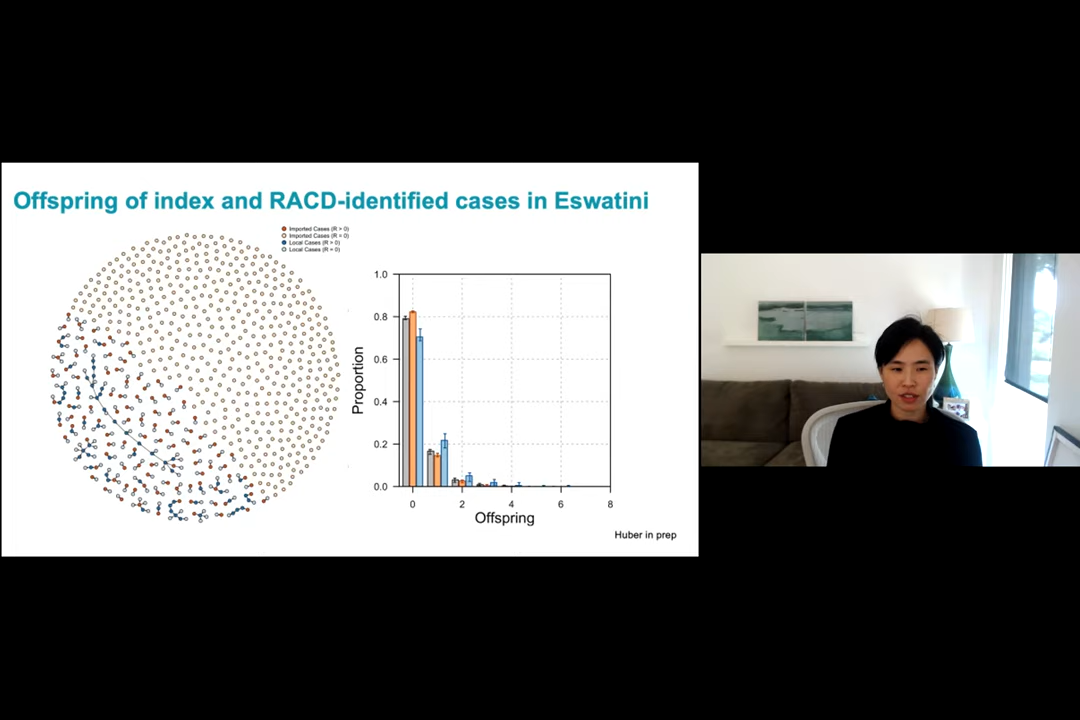 Offspring of index and RACD-identified cases in Eswatini
Imported Cases (R > 0)
Imported Cases (R = 0)
Local Cases (R > 0)
Local Cases (R = 0)
1.0
0.8
0.6
0.4
0.2
0.0
Proportion
0 2 4 6 8
Offspring
Huber in prep